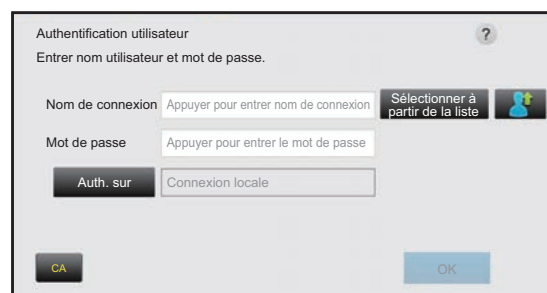 Authentification utilisateur
?
Entrer nom utilisateur et mot de passe.
Nom de connexion Appuyer pour entrer nom de connexion Sélectionner à
partir de la liste
Mot de passe Appuyer pour entrer le mot de passe
Auth. sur Connexion locale
CA OK